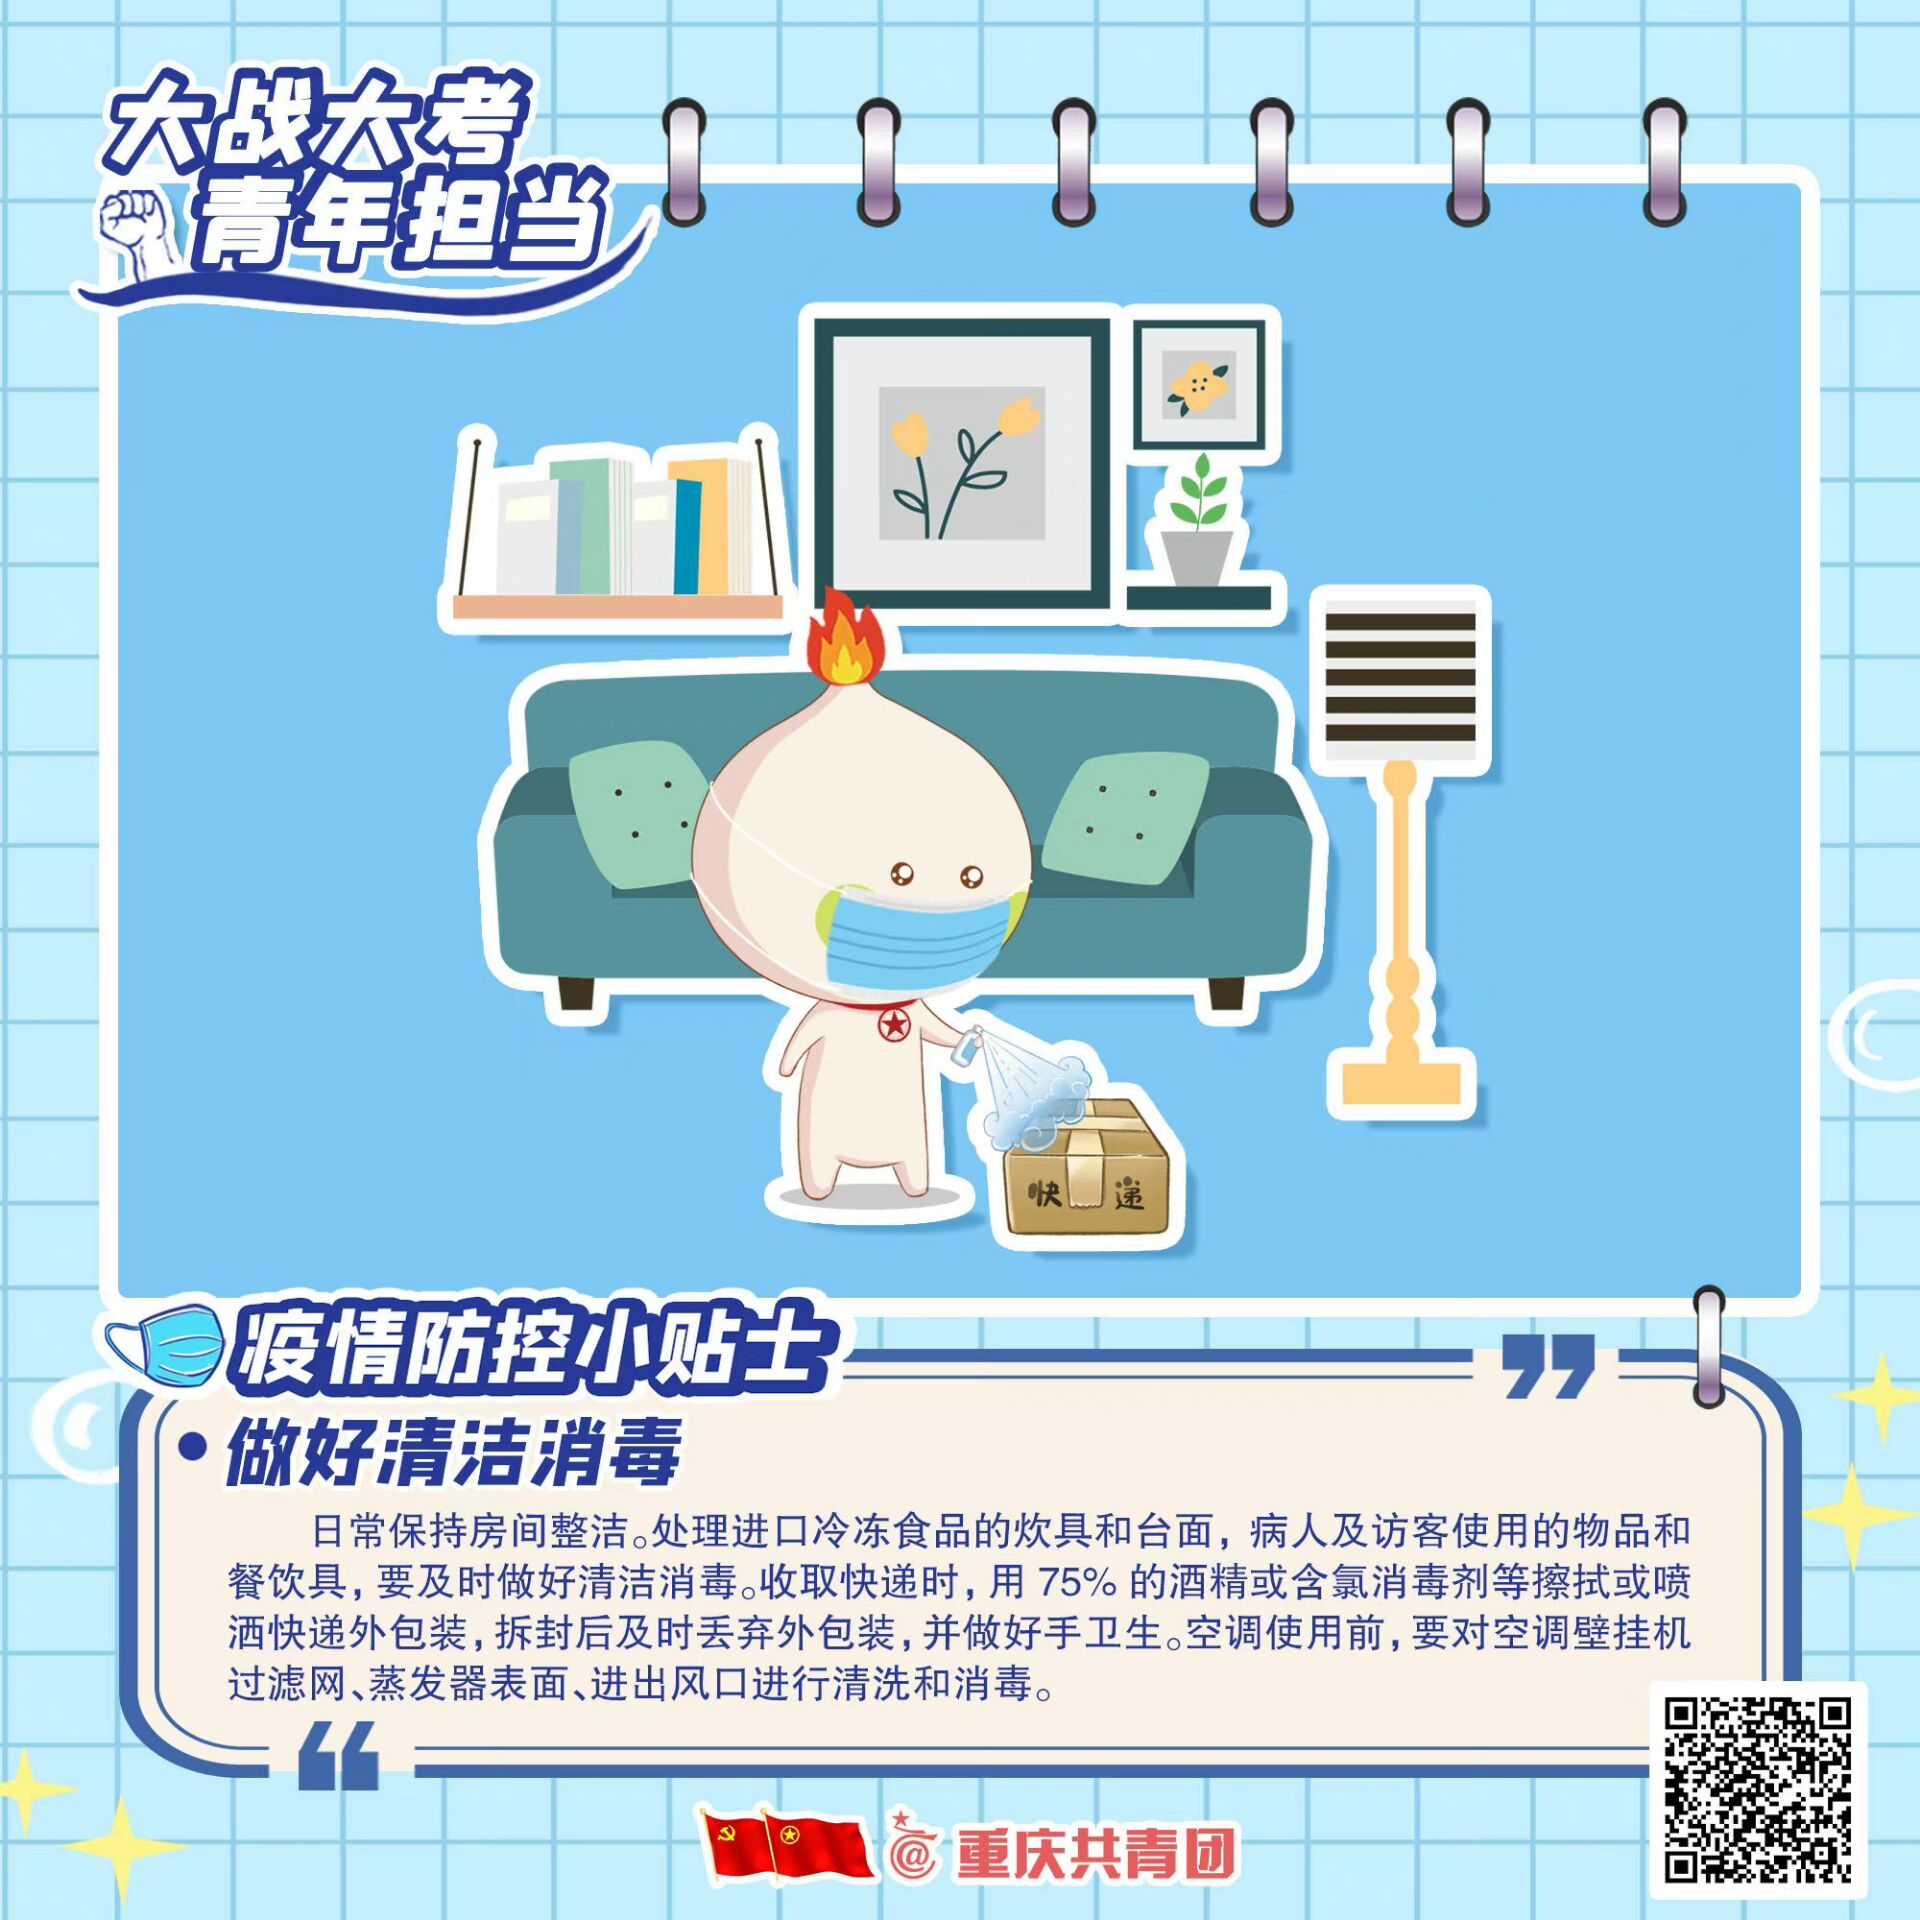 大战大考
青年担当
快递
疫情防控小贴士
• 做好清洁消毒
日常保持房间整洁。处理进口冷冻食品的炊具和台面，病人及访客使用的物品和
餐饮具，要及时做好清洁消毒。收取快递时，用 75% 的酒精或含氯消毒剂等擦拭或喷
洒快递外包装，拆封后及时丢弃外包装，并做好手卫生。空调使用前，要对空调壁挂机
过滤网、蒸发器表面、进出风口进行清洗和消毒。
@重庆共青团